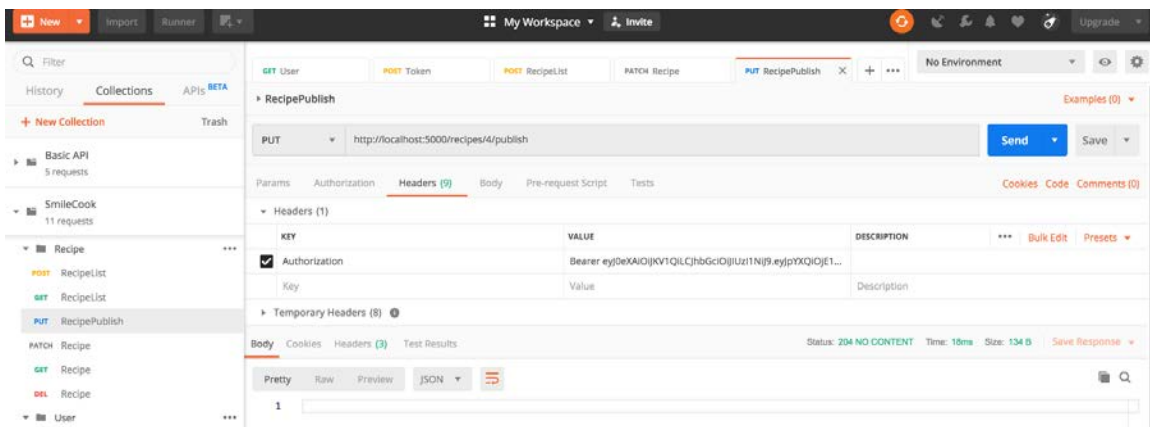 New Import Runner My Workspace Invite Upgrade
Filter
History Collections APIs BETA
+ New Collection Trash
Basic API
5 requests
SmileCook
11 requests
Recipe
POST RecipeList
GET RecipeList
PUT RecipePublish
PATCH Recipe
GET Recipe
DEL Recipe
User
GET User POST Token POST RecipeList PATCH Recipe PUT RecipePublish X + ••• No Environment
RecipePublish Examples (0)
PUT http://localhost:5000/recipes/4/publish Send Save
Params Authorization Headers (9) Body Pre-request Script Tests Cookies Code Comments (0)
Headers (1)
KEY VALUE DESCRIPTION ••• Bulk Edit Presets
Authorization Bearer
Key Value Description
Temporary Headers (8)
Body Cookies Headers (3) Test Results Status: 204 NO CONTENT Time: 18ms Size: 134 B Save Response
Pretty Raw Preview JSON
1